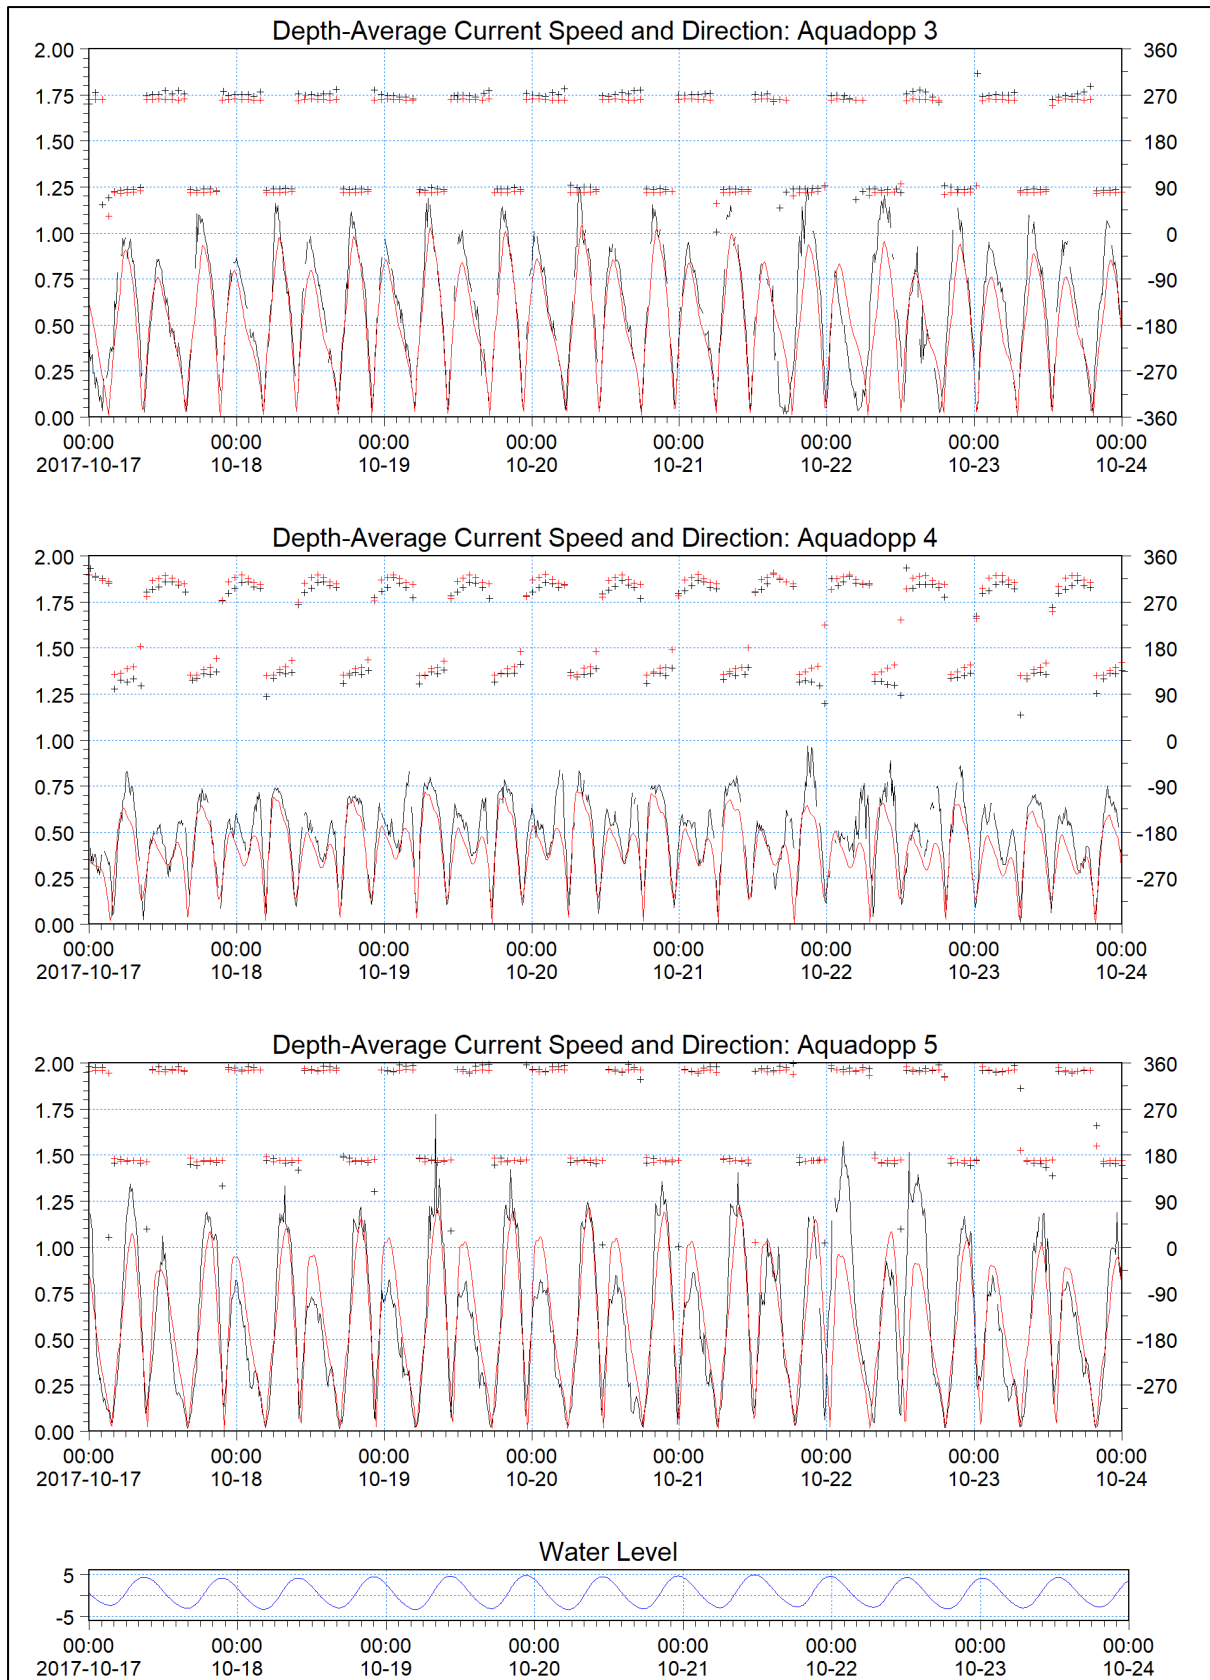 Depth-Average Current Speed and Direction: Aquadopp 3
2.00 360
1.75 270
1.50 180
1.25 90
1.00 0
0.75 -90
0.50 -180
0.25 -270
0.00 -360
00:00 00:00 00:00 00:00 00:00 00:00 00:00 00:00
2017-10-17 10-18 10-19 10-20 10-21 10-22 10-23 10-24
Depth-Average Current Speed and Direction: Aquadopp 4
2.00 360
1.75 270
1.50 180
1.25 90
1.00 0
0.75 -90
0.50 -180
0.25 -270
0.00
00:00 00:00 00:00 00:00 00:00 00:00 00:00 00:00
2017-10-17 10-18 10-19 10-20 10-21 10-22 10-23 10-24
Depth-Average Current Speed and Direction: Aquadopp 5
2.00 360
1.75 270
1.50 180
1.25 90
1.00 0
0.75 -90
0.50 -180
0.25 -270
0.00
00:00 00:00 00:00 00:00 00:00 00:00 00:00 00:00
2017-10-17 10-18 10-19 10-20 10-21 10-22 10-23 10-24
Water Level
5
-5
00:00 00:00 00:00 00:00 00:00 00:00 00:00 00:00
2017-10-17 10-18 10-19 10-20 10-21 10-22 10-23 10-24